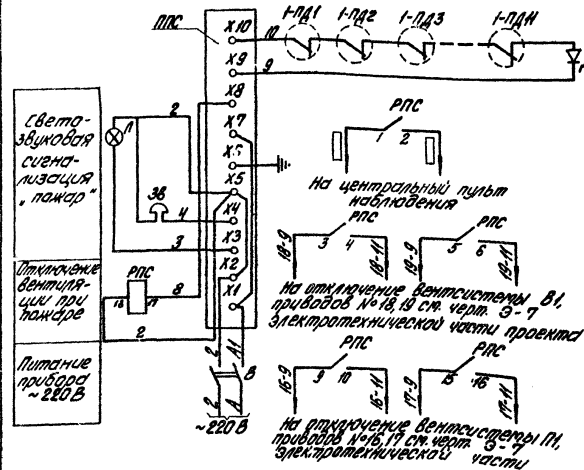 ППС
Х10
Х9
Х8
Х7
Х6
Х5
Х4
Х3
Х2
Х1
10
9
1-ПД1
1-ПД2
1-ПД3
1-ПДН
Свето-
звуковая
сигна-
лизация
„пожар"
Л
ЗВ
2
4
3
Отключение
вентиля-
ции при
пожаре
РПС
18
17
8
2
Питание
прибора
~220В
2
А1
В
2
А
~220В
РПС
1
2
На центральный пульт
наблюдения
18-9
РПС
3
4
18-11
19-9
РПС
5
6
19-11
На отключение вентсистемы В1,
приводов №18,19 см. черт. Э-7
электротехнической части проекта
16-9
РПС
9
10
16-11
17-9
РПС
15
16
17-11
На отключение вентсистемы П1,
приводов №16,17 см. черт. Э-7
электротехнической части